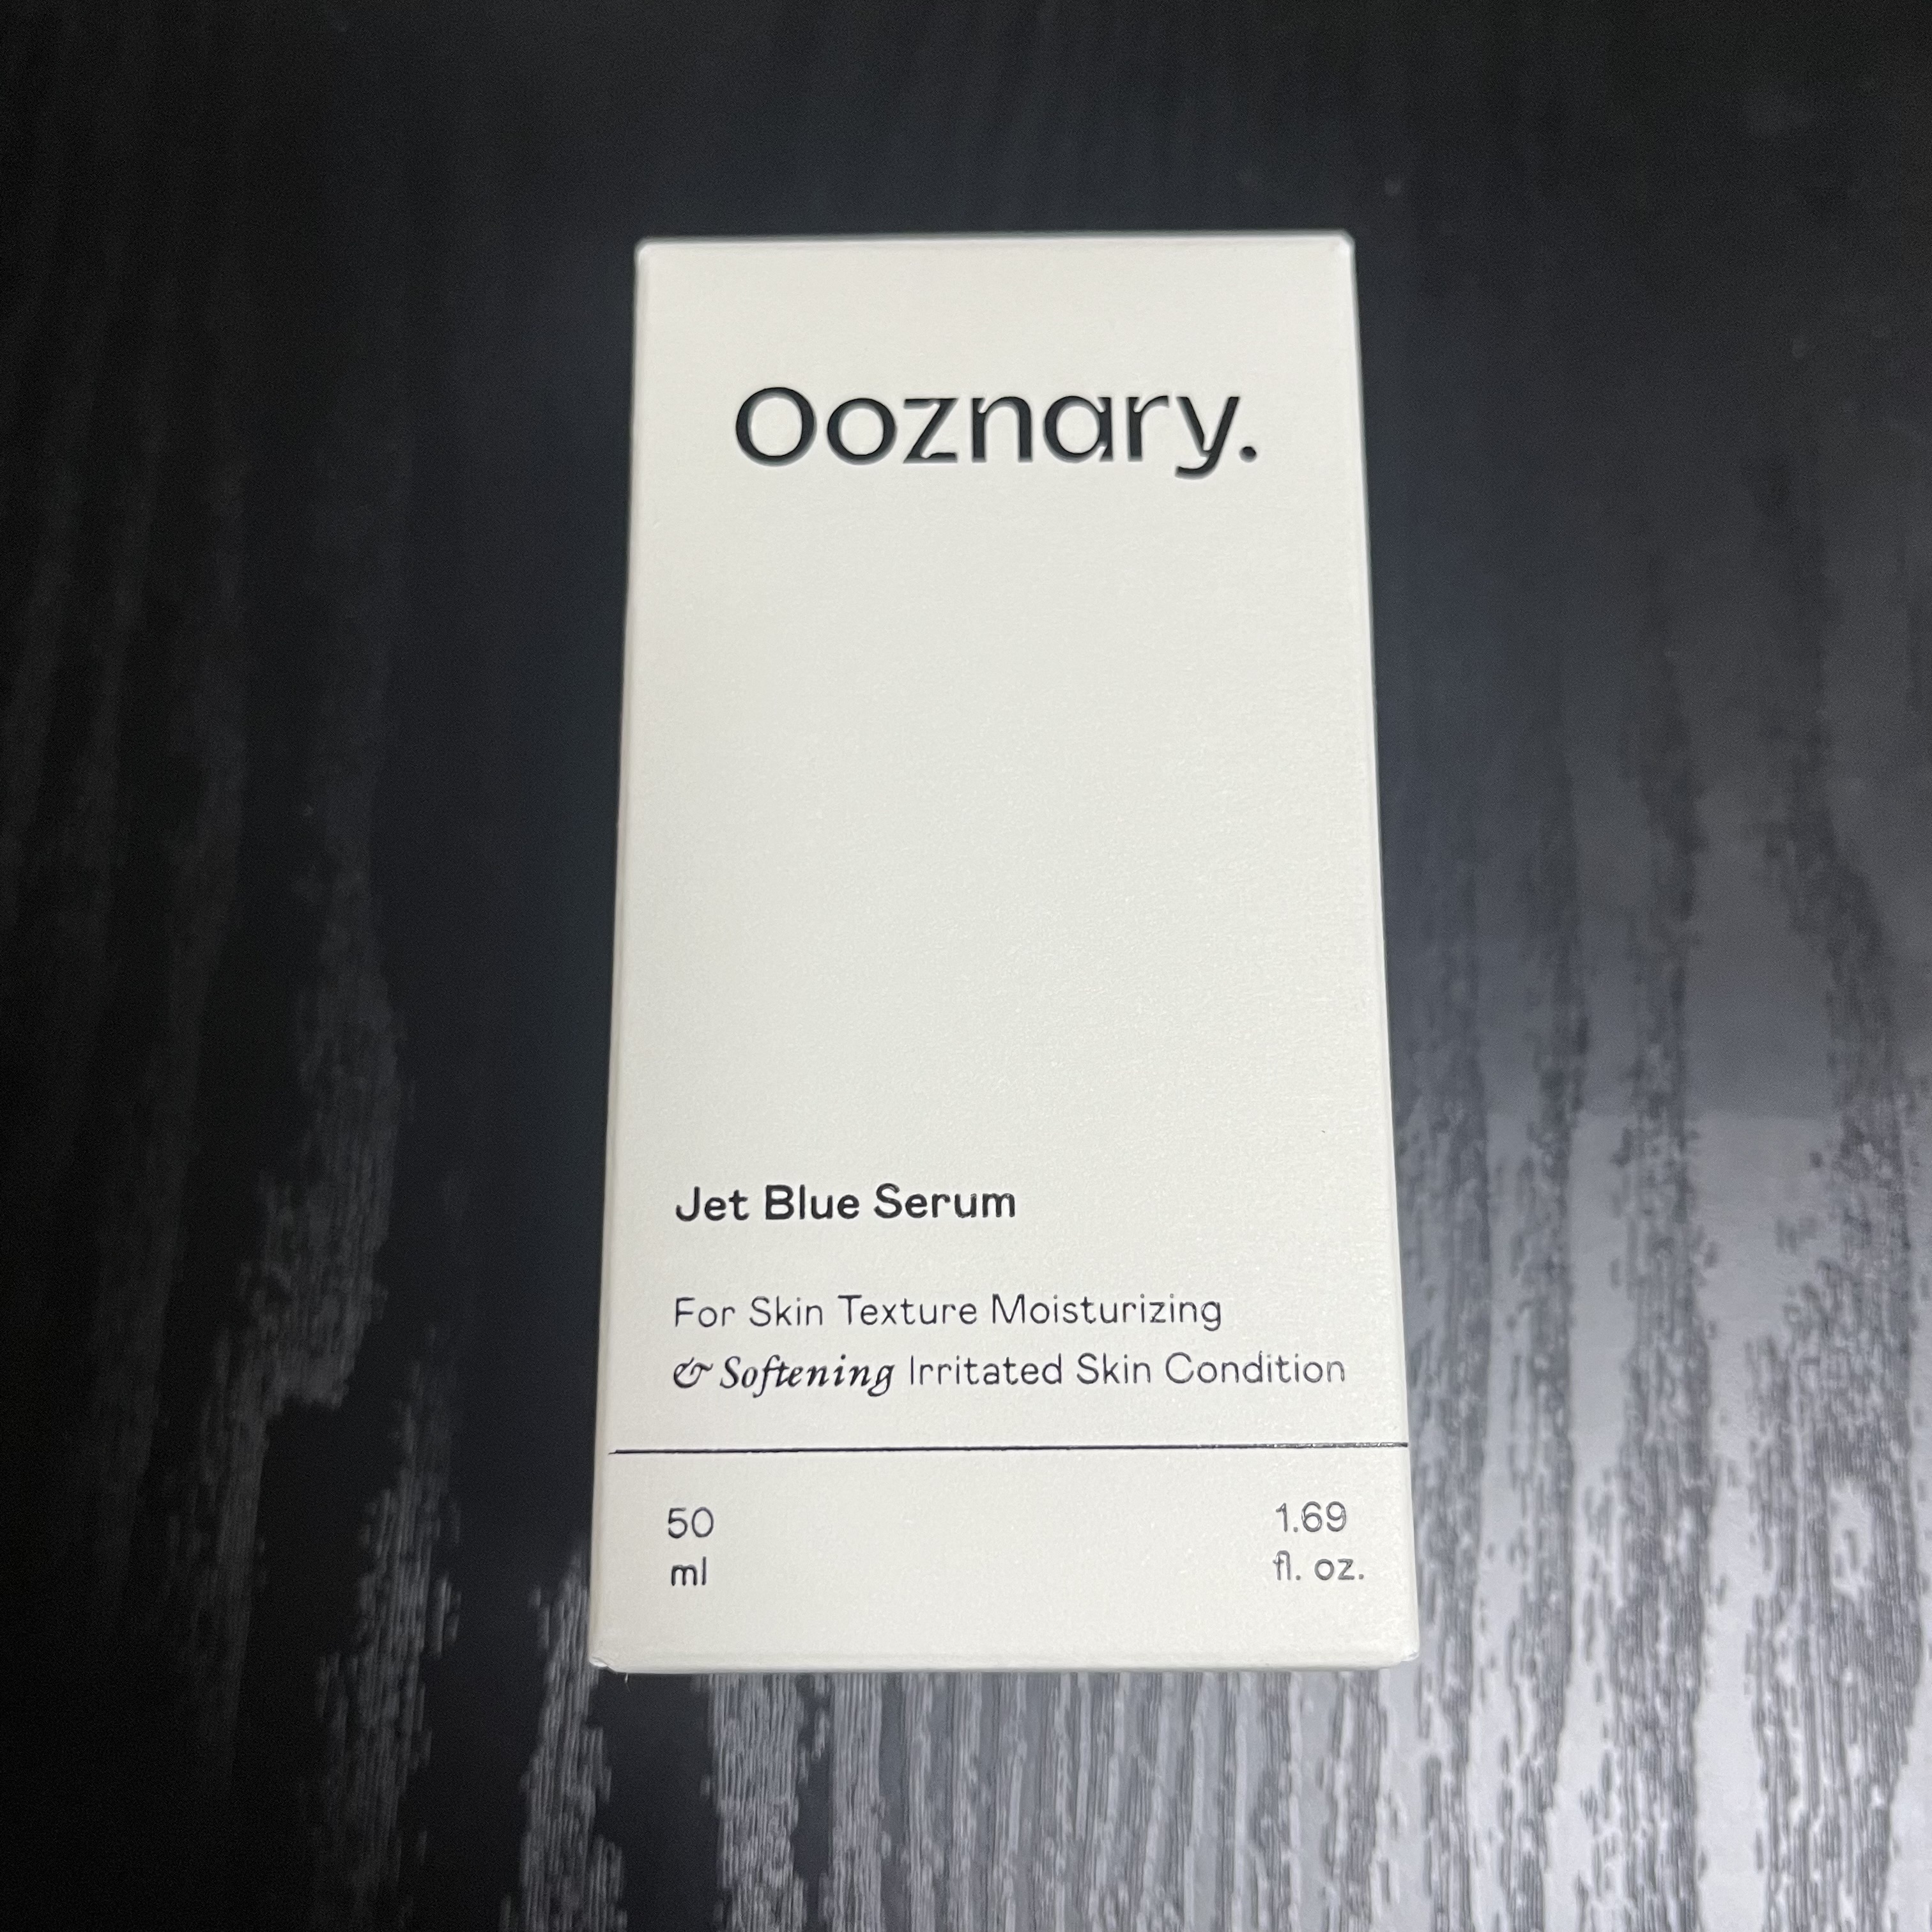 Ooznary.
Jet Blue Serum
For Skin Texture Moisturizing
& Softening Irritated Skin Condition
50 1.69
ml fl. oz.